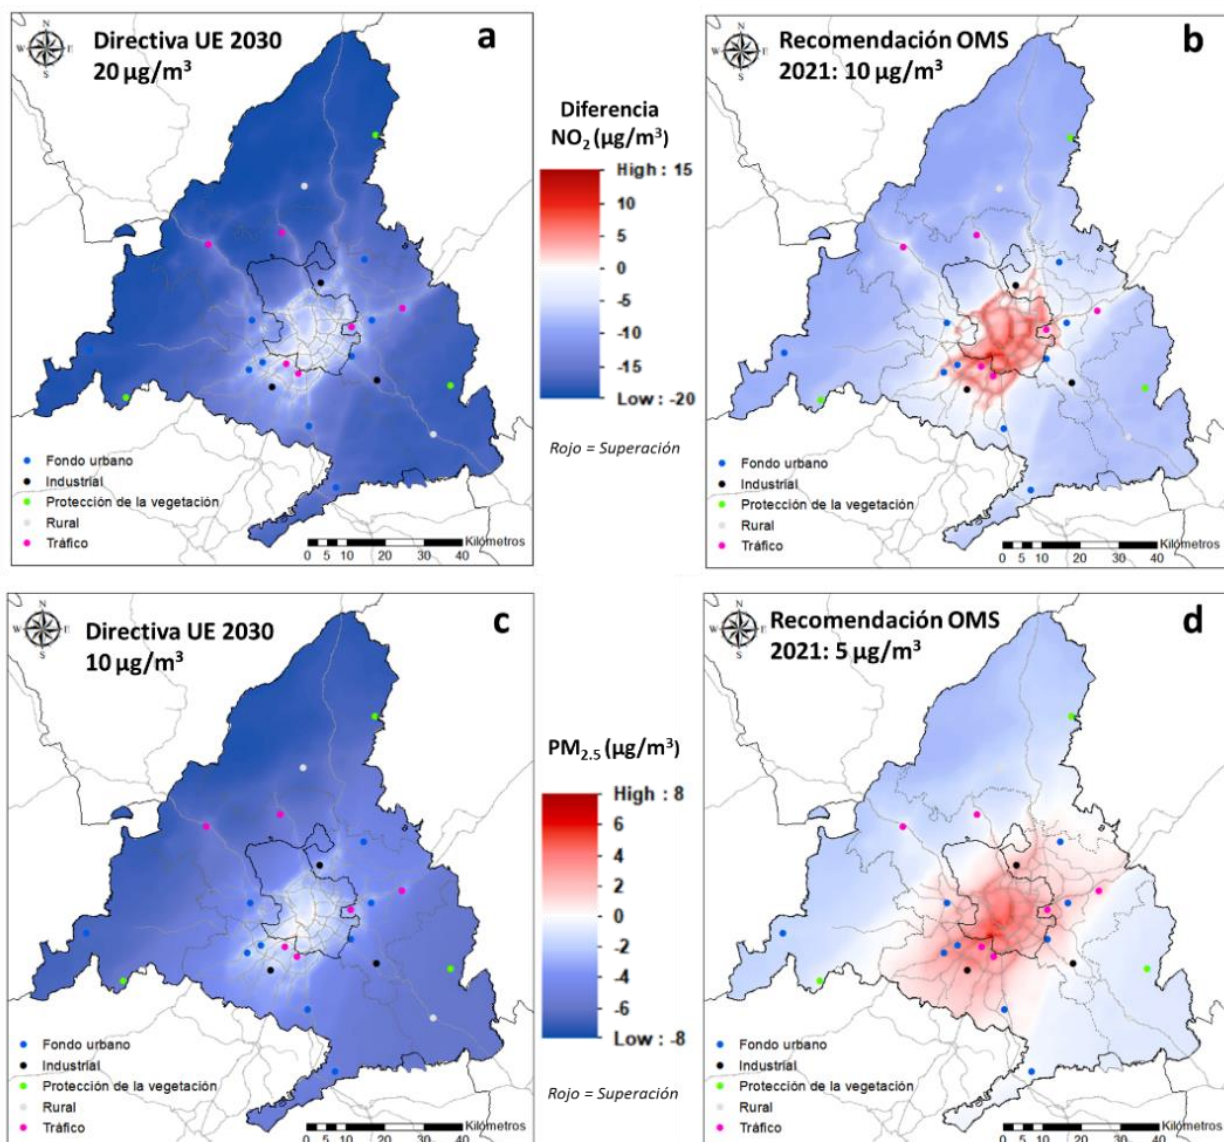 N
W E
S
Directiva UE 2030
20 µg/m³
a
Fondo urbano
Industrial
Protección de la vegetación
Rural
Tráfico
Kilómetros
0 5 10 20 30 40
Diferencia
NO₂ (µg/m³)
High : 15
10
5
0
-5
-10
-15
Low : -20
Rojo = Superación
N
W E
S
Recomendación OMS
2021: 10 µg/m³
b
Fondo urbano
Industrial
Protección de la vegetación
Rural
Tráfico
Kilómetros
0 5 10 20 30 40
N
W E
S
Directiva UE 2030
10 µg/m³
c
Fondo urbano
Industrial
Protección de la vegetación
Rural
Tráfico
Kilómetros
0 5 10 20 30 40
PM₂.₅ (µg/m³)
High : 8
6
4
2
0
-2
-4
-6
Low : -8
Rojo = Superación
N
W E
S
Recomendación OMS
2021: 5 µg/m³
d
Fondo urbano
Industrial
Protección de la vegetación
Rural
Tráfico
Kilómetros
0 5 10 20 30 40